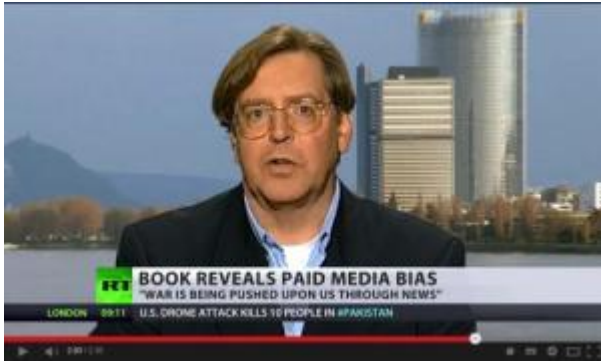 RT
BOOK REVEALS PAID MEDIA BIAS
"WAR IS BEING PUSHED UPON US THROUGH NEWS"
LONDON 09:11 U.S. DRONE ATTACK KILLS 10 PEOPLE IN #PAKISTAN